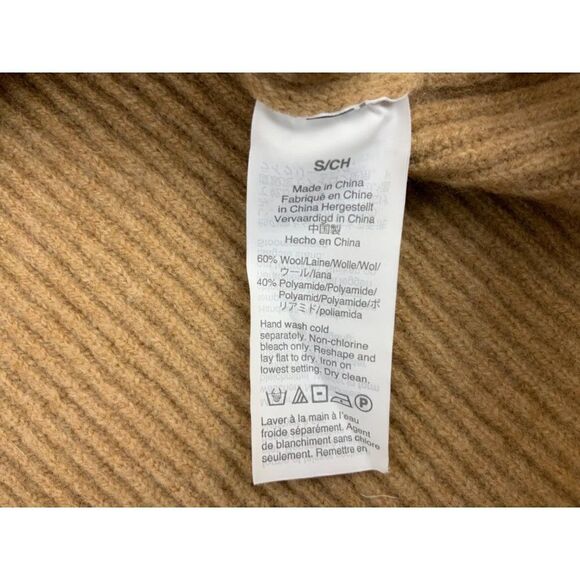 S/CH
Made in China
Fabriqué en Chine
in China Hergestellt
Vervaardigd in China
中国製
Hecho en China
60% Wool/Laine/Wolle/Wol/
ウール/lana
40% Polyamide/Polyamide/
Polyamid/Polyamide/ポ
リアミド/poliamida
Hand wash cold
separately. Non-chlorine
bleach only. Reshape and
lay flat to dry. Iron on
lowest setting. Dry clean.
P
Laver à la main à l'eau
froide séparément. Agent
de blanchiment sans chlore
seulement. Remettre en